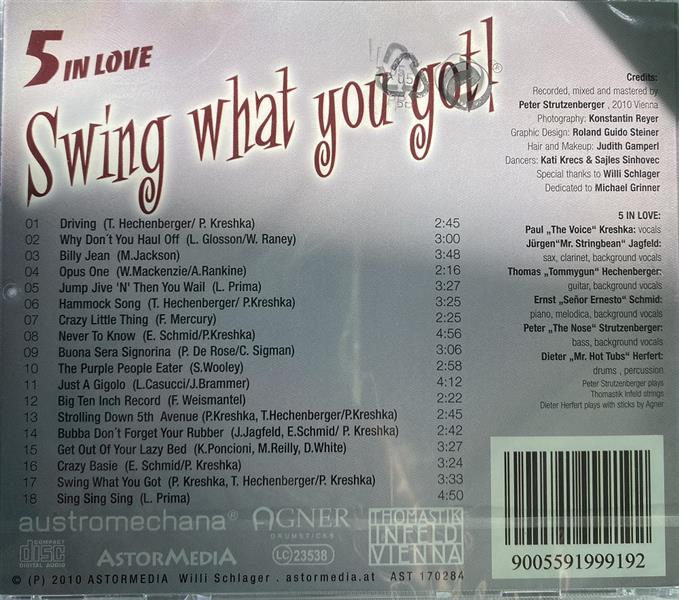 5 IN LOVE
Swing what you got!
01 Driving (T. Hechenberger/ P. Kreshka) 2:45
02 Why Don´t You Haul Off (L. Glosson/W. Raney) 3:00
03 Billy Jean (M.Jackson) 3:48
04 Opus One (W.Mackenzie/A.Rankine) 2:16
05 Jump Jive 'N' Then You Wail (L. Prima) 3:27
06 Hammock Song (T. Hechenberger/ P.Kreshka) 3:25
07 Crazy Little Thing (F. Mercury) 2:25
08 Never To Know (E. Schmid/P.Kreshka) 4:56
09 Buona Sera Signorina (P. De Rose/C. Sigman) 3:06
10 The Purple People Eater (S.Wooley) 2:58
11 Just A Gigolo (L.Casucci/J.Brammer) 4:12
12 Big Ten Inch Record (F. Weismantel) 2:22
13 Strolling Down 5th Avenue (P.Kreshka, T.Hechenberger/P.Kreshka) 2:45
14 Bubba Don´t Forget Your Rubber (J.Jagfeld, E.Schmid/ P. Kreshka) 2:42
15 Get Out Of Your Lazy Bed (K.Poncioni, M.Reilly, D.White) 3:27
16 Crazy Basie (E. Schmid/P. Kreshka) 3:24
17 Swing What You Got (P. Kreshka, T. Hechenberger/P. Kreshka) 3:33
18 Sing Sing Sing (L. Prima) 4:50
Credits:
Recorded, mixed and mastered by
Peter Strutzenberger , 2010 Vienna
Photography: Konstantin Reyer
Graphic Design: Roland Guido Steiner
Hair and Makeup: Judith Gamperl
Dancers: Kati Krecs & Sajles Sinhovec
Special thanks to Willi Schlager
Dedicated to Michael Grinner
5 IN LOVE:
Paul „The Voice“ Kreshka: vocals
Jürgen"Mr. Stringbean" Jagfeld:
sax, clarinet, background vocals
Thomas „Tommygun" Hechenberger:
guitar, background vocals
Ernst „Señor Ernesto“ Schmid:
piano, melodica, background vocals
Peter „The Nose“ Strutzenberger:
bass, background vocals
Dieter „Mr. Hot Tubs“ Herfert:
drums , percussion
Peter Strutzenberger plays
Thomastik Infeld strings
Dieter Herfert plays with sticks by Agner
austromechana®
AGNER
DRUMSTICKS
THOMASTIK
INFELD
VIENNA
COMPACT
disc
DIGITAL AUDIO
ASTORMEDIA
LC 23538
9005591999192
© (P) 2010 ASTORMEDIA Willi Schlager . astormedia.at AST 170284